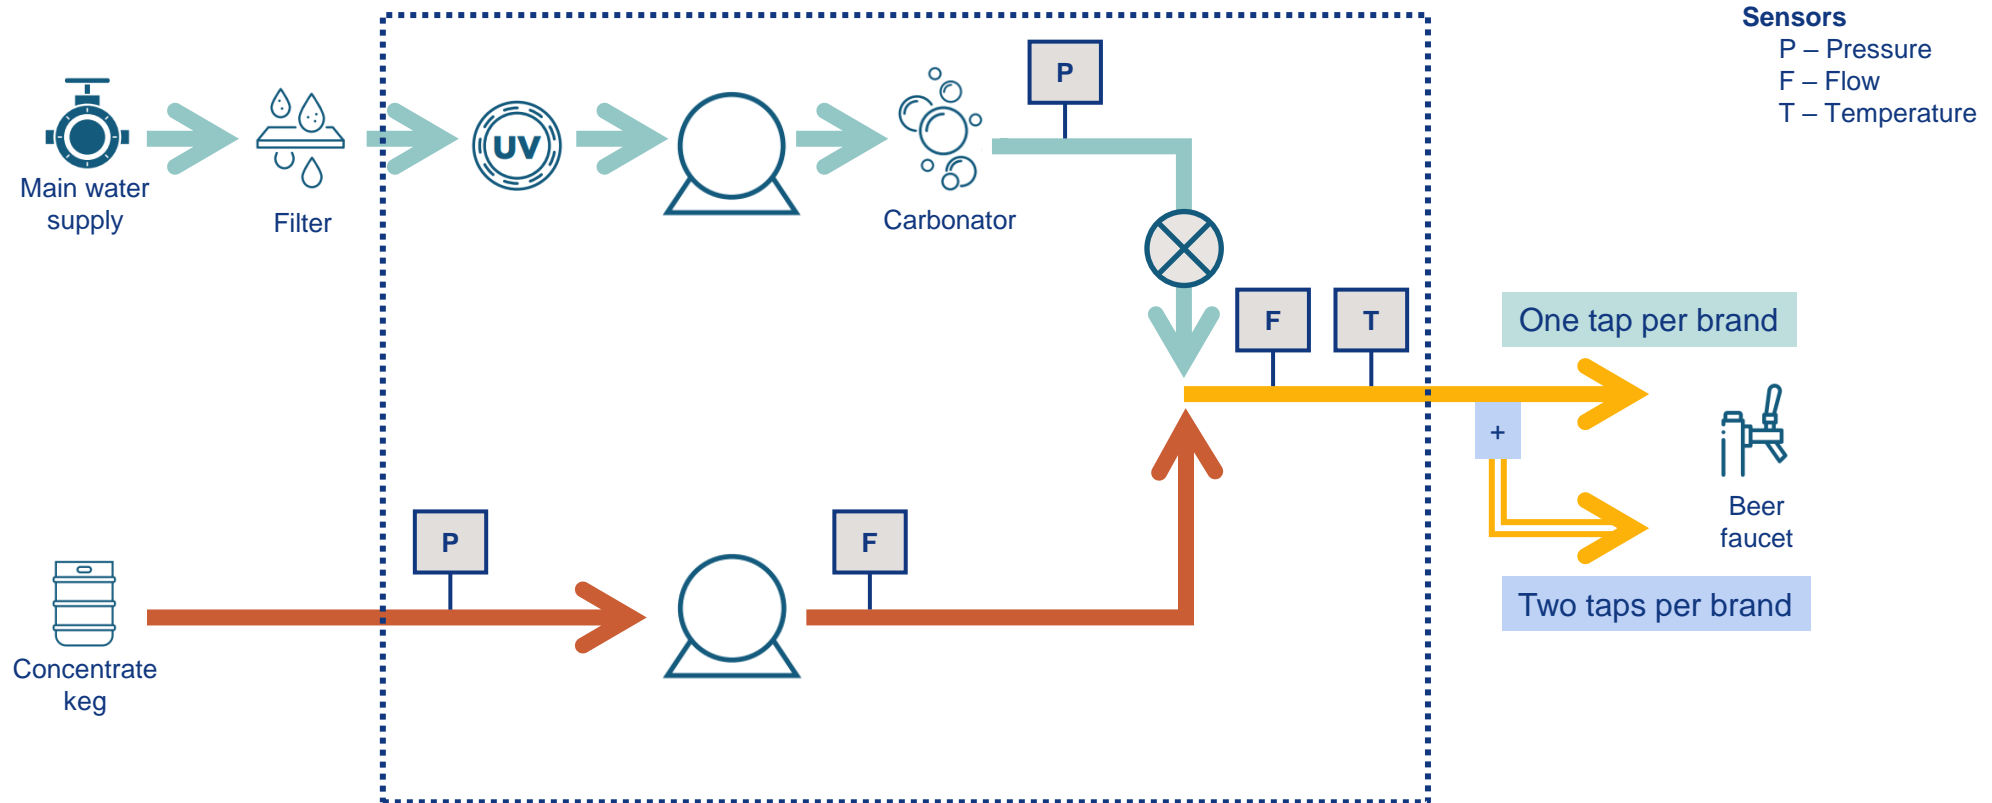 Sensors
P – Pressure
F – Flow
T – Temperature
P
UV
Main water
supply
Filter
Carbonator
F
T
One tap per brand
+
P
F
Beer
faucet
Two taps per brand
Concentrate
keg